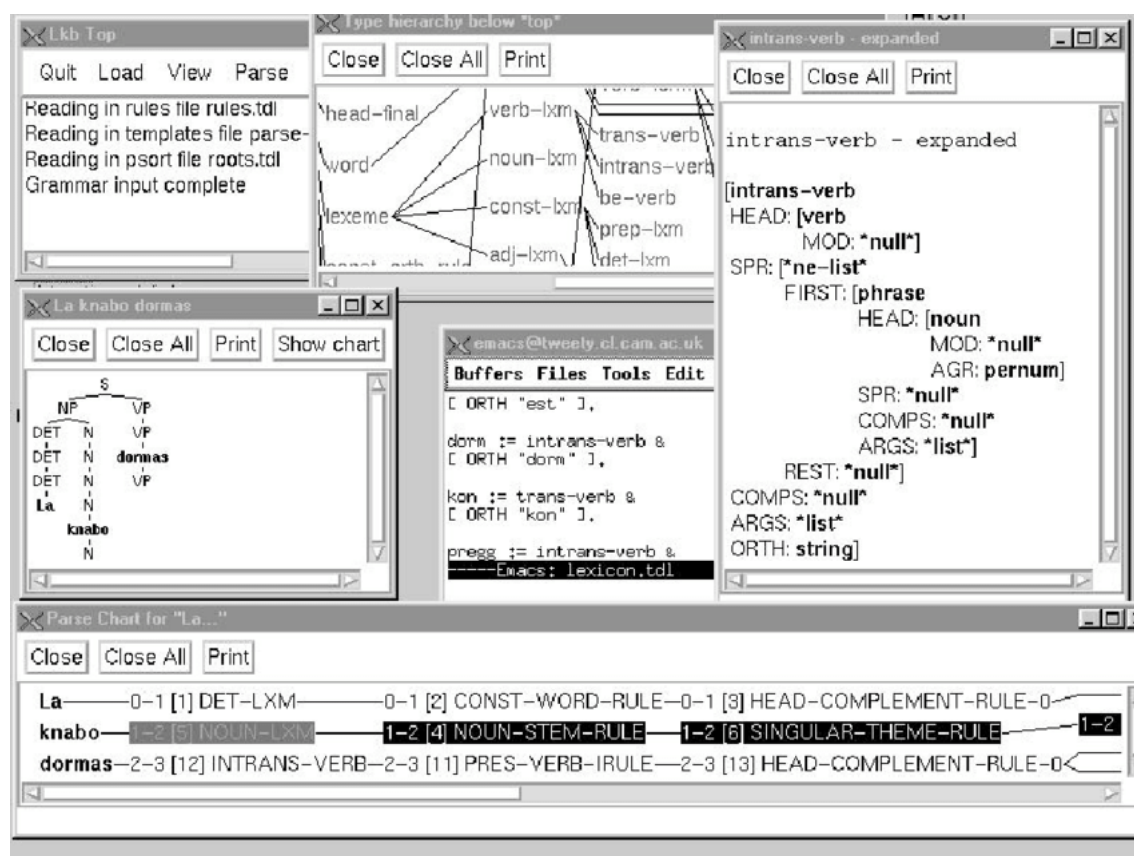 Lkb Top
Quit Load View Parse
Reading in rules file rules.tdl
Reading in templates file parse-
Reading in psort file roots.tdl
Grammar input complete
Type hierarchy below "top"
Close Close All Print
head-final
verb-lxm
trans-verb
word
noun-lxm
intrans-verb
be-verb
lexeme
const-lxm
prep-lxm
adj-lxm
det-lxm
intrans-verb - expanded
Close Close All Print
intrans-verb - expanded
[intrans-verb
HEAD: [verb
MOD: *null*]
SPR: [*ne-list*
FIRST: [phrase
HEAD: [noun
MOD: *null*
AGR: pernum]
SPR: *null*
COMPS: *null*
ARGS: *list*]
REST: *null*]
COMPS: *null*
ARGS: *list*
ORTH: string]
La knabo dormas
Close Close All Print Show chart
S
NP VP
DET N VP
DET N dormas
DET N VP
La N
knabo
N
emacs@tweety.cl.cam.ac.uk
Buffers Files Tools Edit
[ ORTH "est" ].
dorm := intrans-verb &
[ ORTH "dorm" ].
kon := trans-verb &
[ ORTH "kon" ].
pregg := intrans-verb &
-----Emacs: lexicon.tdl
Parse Chart for "La..."
Close Close All Print
La 0-1 [1] DET-LXM 0-1 [2] CONST-WORD-RULE 0-1 [3] HEAD-COMPLEMENT-RULE-0
knabo 1-2 [5] NOUN-LXM 1-2 [4] NOUN-STEM-RULE 1-2 [6] SINGULAR-THEME-RULE 1-2
dormas 2-3 [12] INTRANS-VERB 2-3 [11] PRES-VERB-IRULE 2-3 [13] HEAD-COMPLEMENT-RULE-0